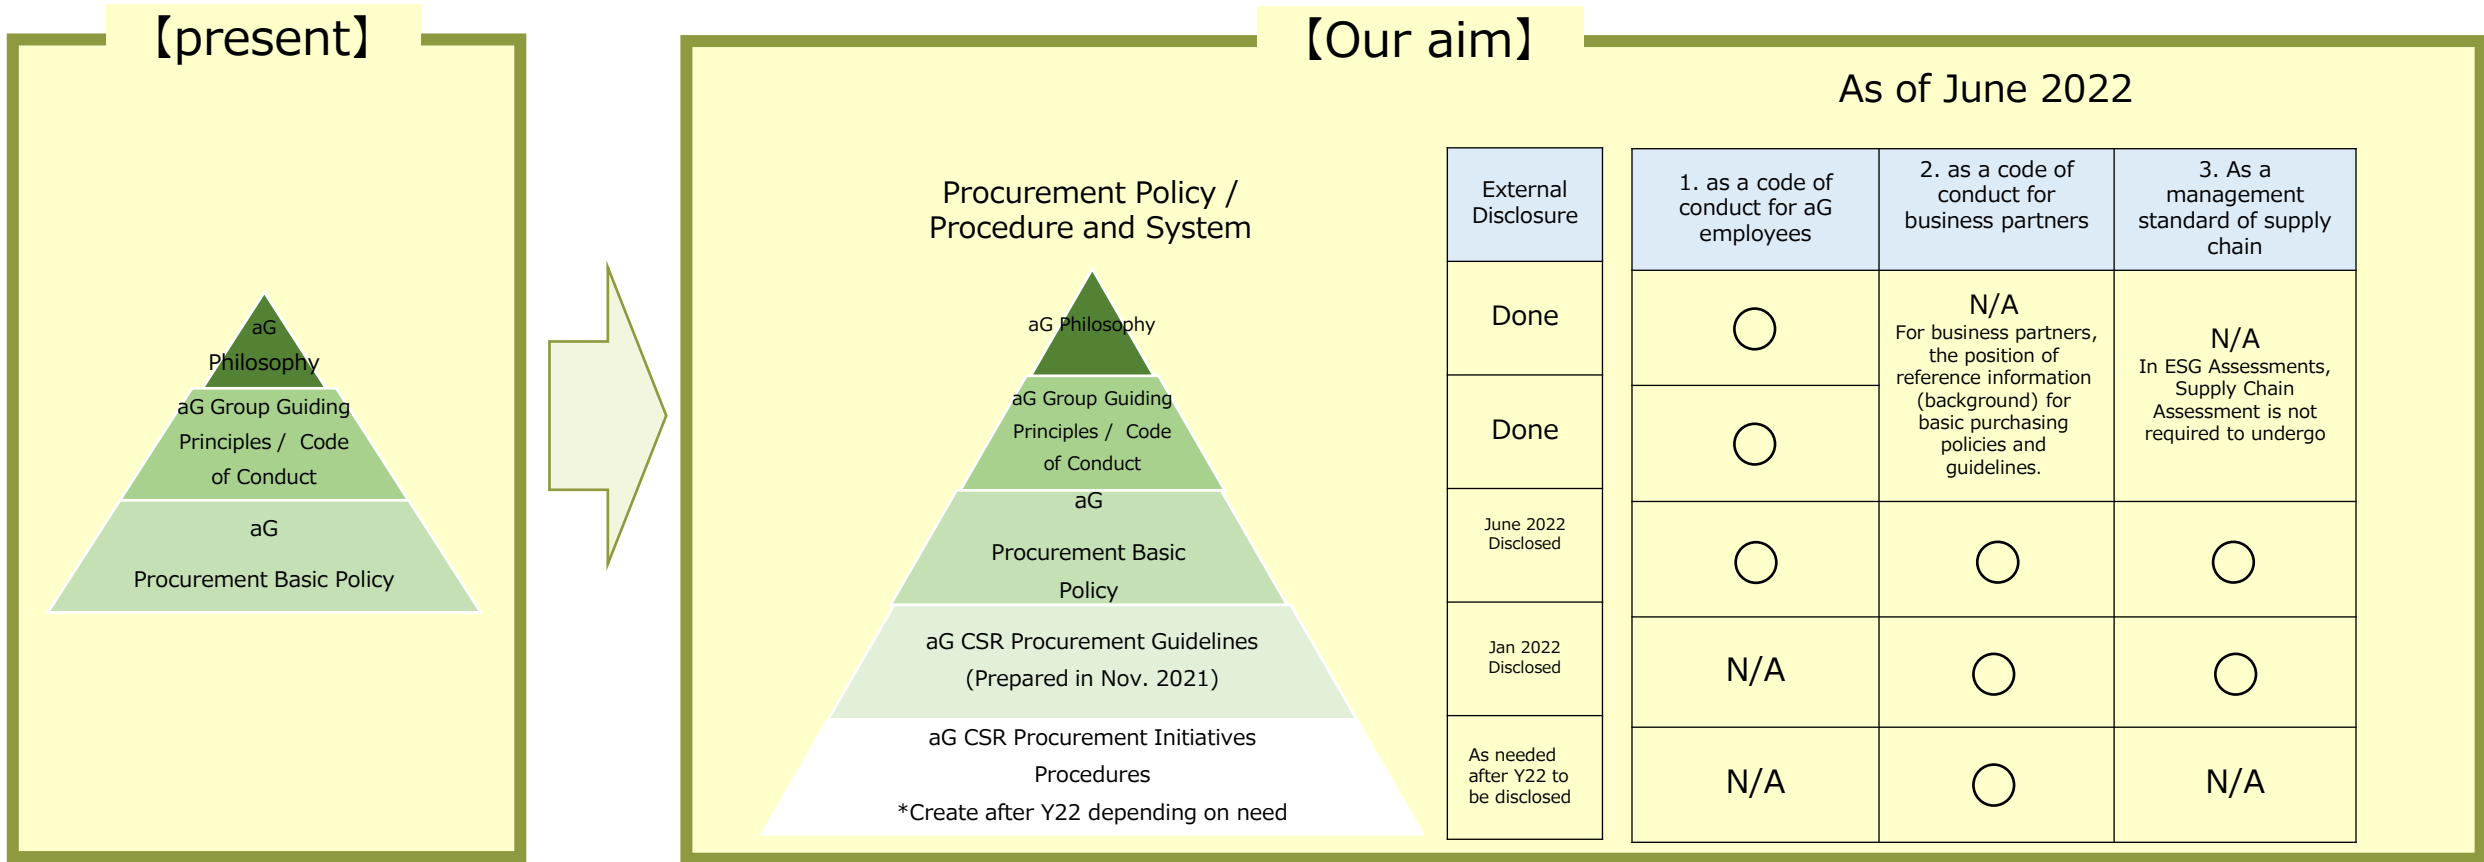 【present】
aG
Philosophy
aG Group Guiding
Principles / Code
of Conduct
aG
Procurement Basic Policy
【Our aim】
As of June 2022
Procurement Policy /
Procedure and System
aG Philosophy
aG Group Guiding
Principles / Code
of Conduct
aG
Procurement Basic
Policy
aG CSR Procurement Guidelines
(Prepared in Nov. 2021)
aG CSR Procurement Initiatives
Procedures
*Create after Y22 depending on need
External
Disclosure
Done
Done
June 2022
Disclosed
Jan 2022
Disclosed
As needed
after Y22 to
be disclosed
1. as a code of
conduct for aG
employees
2. as a code of
conduct for
business partners
3. As a
management
standard of supply
chain
◯
N/A
For business partners,
the position of
reference information
(background) for
basic purchasing
policies and
guidelines.
N/A
In ESG Assessments,
Supply Chain
Assessment is not
required to undergo
◯
◯
◯
◯
N/A
◯
◯
N/A
◯
N/A